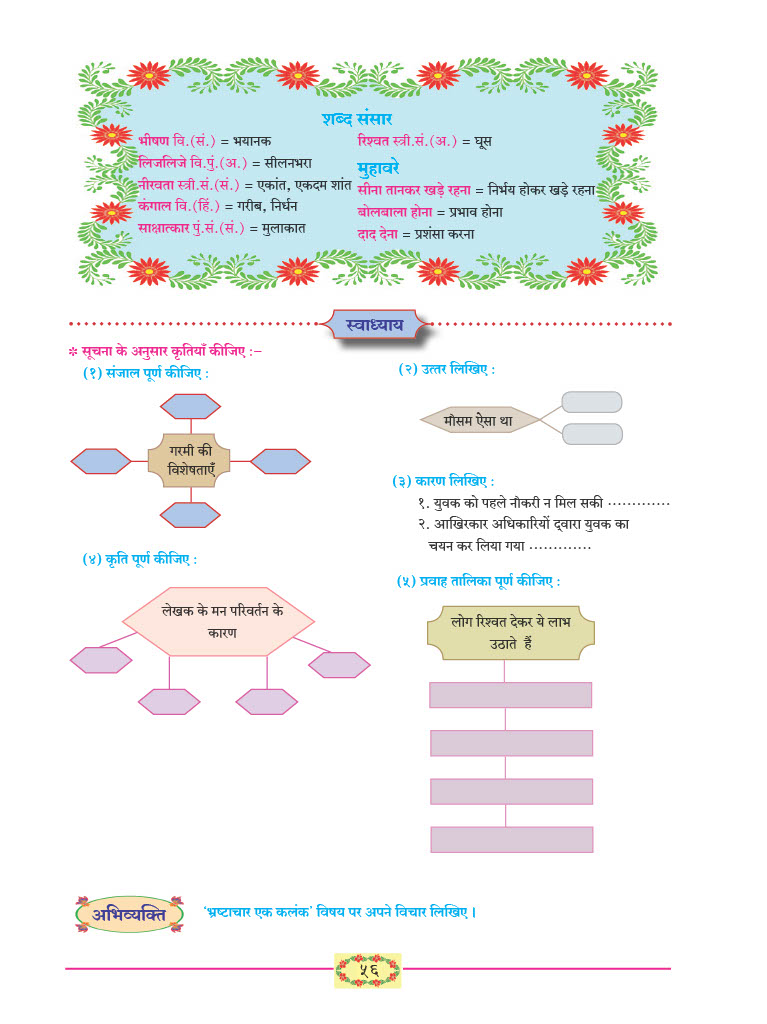 शब्द संसार
भीषण वि.(सं.) = भयानक
लिजलिजे वि.पुं.(अ.) = सीलनभरा
नीरवता स्त्री.सं.(सं.) = एकांत, एकदम शांत
कंगाल वि.(हिं.) = गरीब, निर्धन
साक्षात्कार पुं.सं.(सं.) = मुलाकात
रिश्वत स्त्री.सं.(अ.) = घूस
मुहावरे
सीना तानकर खड़े रहना = निर्भय होकर खड़े रहना
बोलबाला होना = प्रभाव होना
दाद देना = प्रशंसा करना
स्वाध्याय
✽ सूचना के अनुसार कृतियाँ कीजिए :–
(१) संजाल पूर्ण कीजिए :
गरमी की
विशेषताएँ
(२) उत्तर लिखिए :
मौसम ऐसा था
(३) कारण लिखिए :
१. युवक को पहले नौकरी न मिल सकी .............
२. आखिरकार अधिकारियों द्वारा युवक का
चयन कर लिया गया .............
(४) कृति पूर्ण कीजिए :
लेखक के मन परिवर्तन के
कारण
(५) प्रवाह तालिका पूर्ण कीजिए :
लोग रिश्वत देकर ये लाभ
उठाते हैं
अभिव्यक्ति
‘भ्रष्टाचार एक कलंक’ विषय पर अपने विचार लिखिए ।
५६